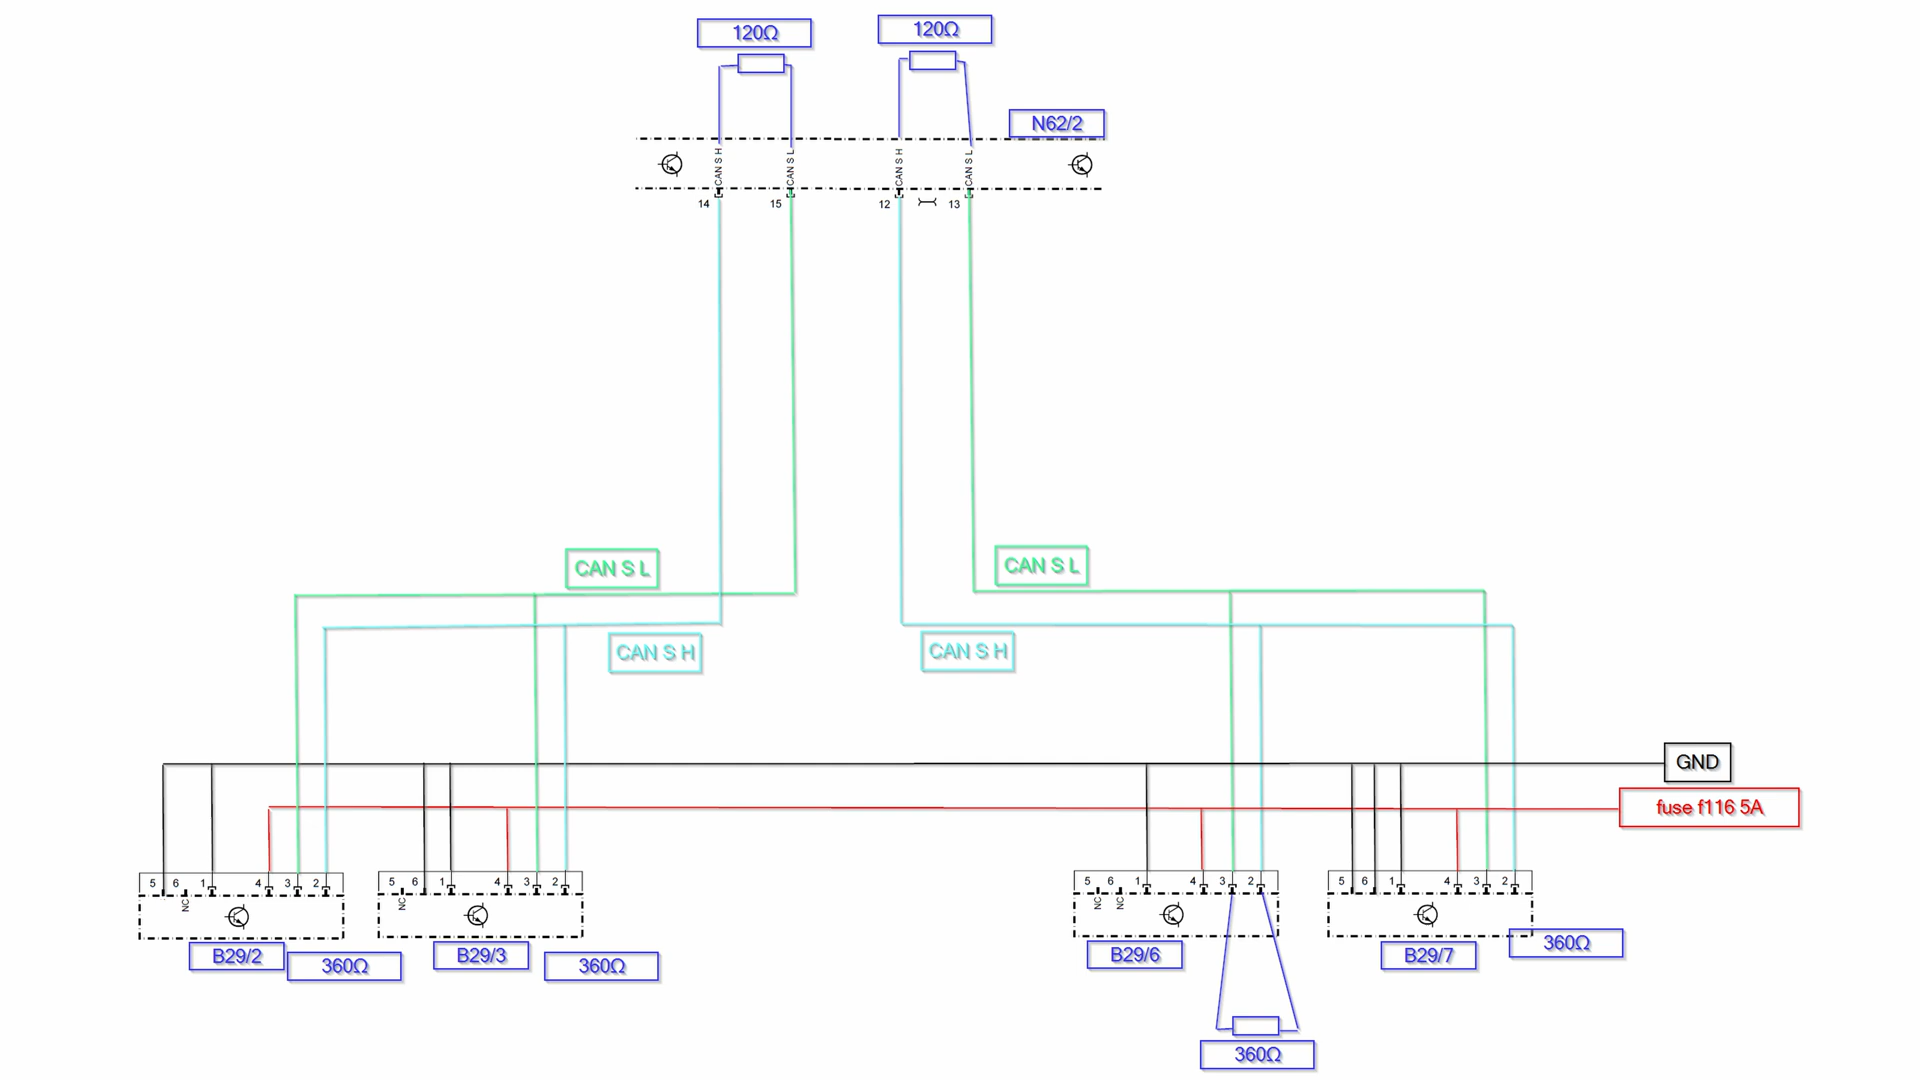 120Ω
120Ω
N62/2
CAN S H
CAN S L
CAN S H
CAN S L
14
15
12
13
CAN S L
CAN S L
CAN S H
CAN S H
GND
fuse f116 5A
5 6 1 4 3 2
NC
5 6 1 4 3 2
NC
5 6 1 4 3 2
NC NC
5 6 1 4 3 2
B29/2
360Ω
B29/3
360Ω
B29/6
B29/7
360Ω
360Ω